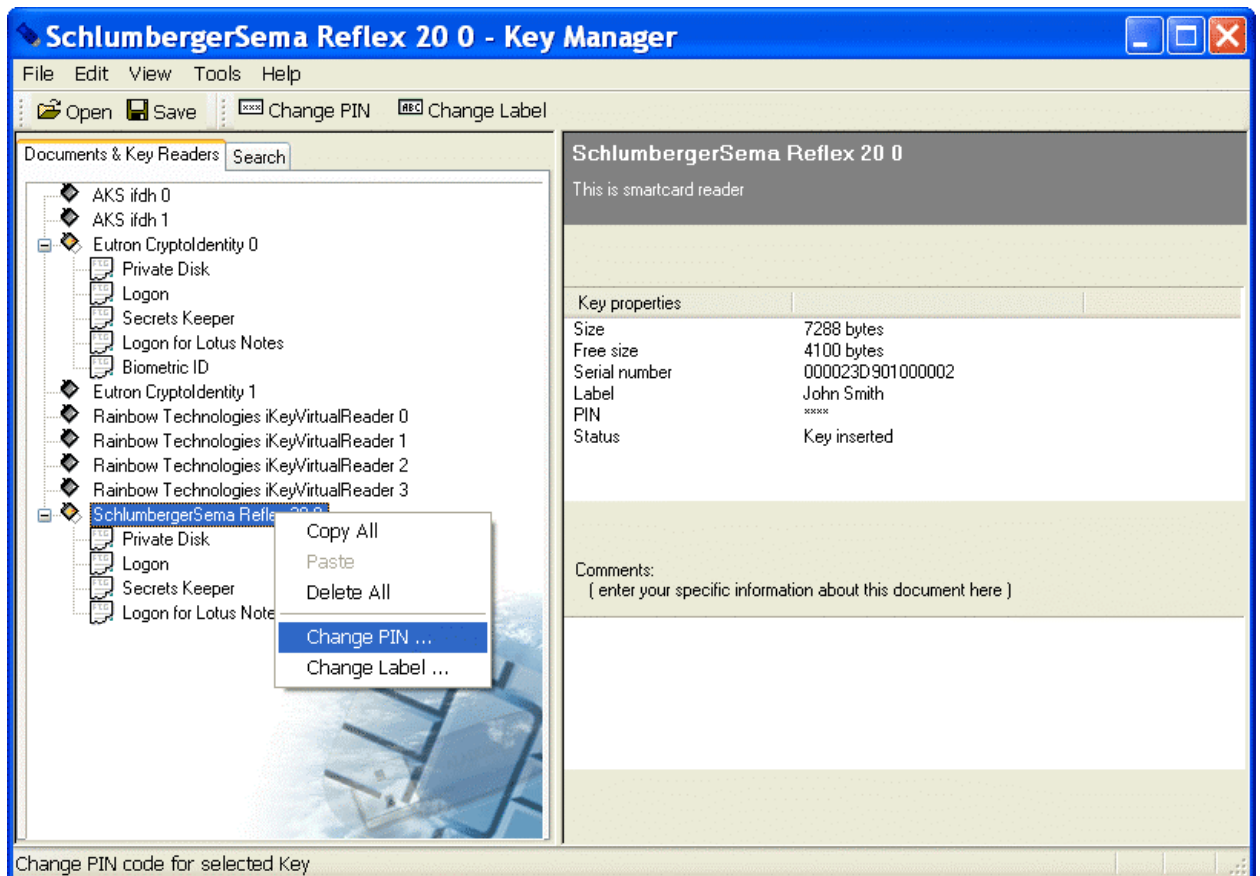 SchlumbergerSema Reflex 20 0 - Key Manager
File Edit View Tools Help
Open Save Change PIN Change Label
Documents & Key Readers Search
AKS ifdh 0
AKS ifdh 1
Eutron CryptoIdentity 0
Private Disk
Logon
Secrets Keeper
Logon for Lotus Notes
Biometric ID
Eutron CryptoIdentity 1
Rainbow Technologies iKeyVirtualReader 0
Rainbow Technologies iKeyVirtualReader 1
Rainbow Technologies iKeyVirtualReader 2
Rainbow Technologies iKeyVirtualReader 3
SchlumbergerSema Reflex 20 0
Private Disk
Logon
Secrets Keeper
Logon for Lotus Note
Copy All
Paste
Delete All
Change PIN ...
Change Label ...
SchlumbergerSema Reflex 20 0
This is smartcard reader
Key properties
Size 7288 bytes
Free size 4100 bytes
Serial number 000023D901000002
Label John Smith
PIN ****
Status Key inserted
Comments:
( enter your specific information about this document here )
Change PIN code for selected Key